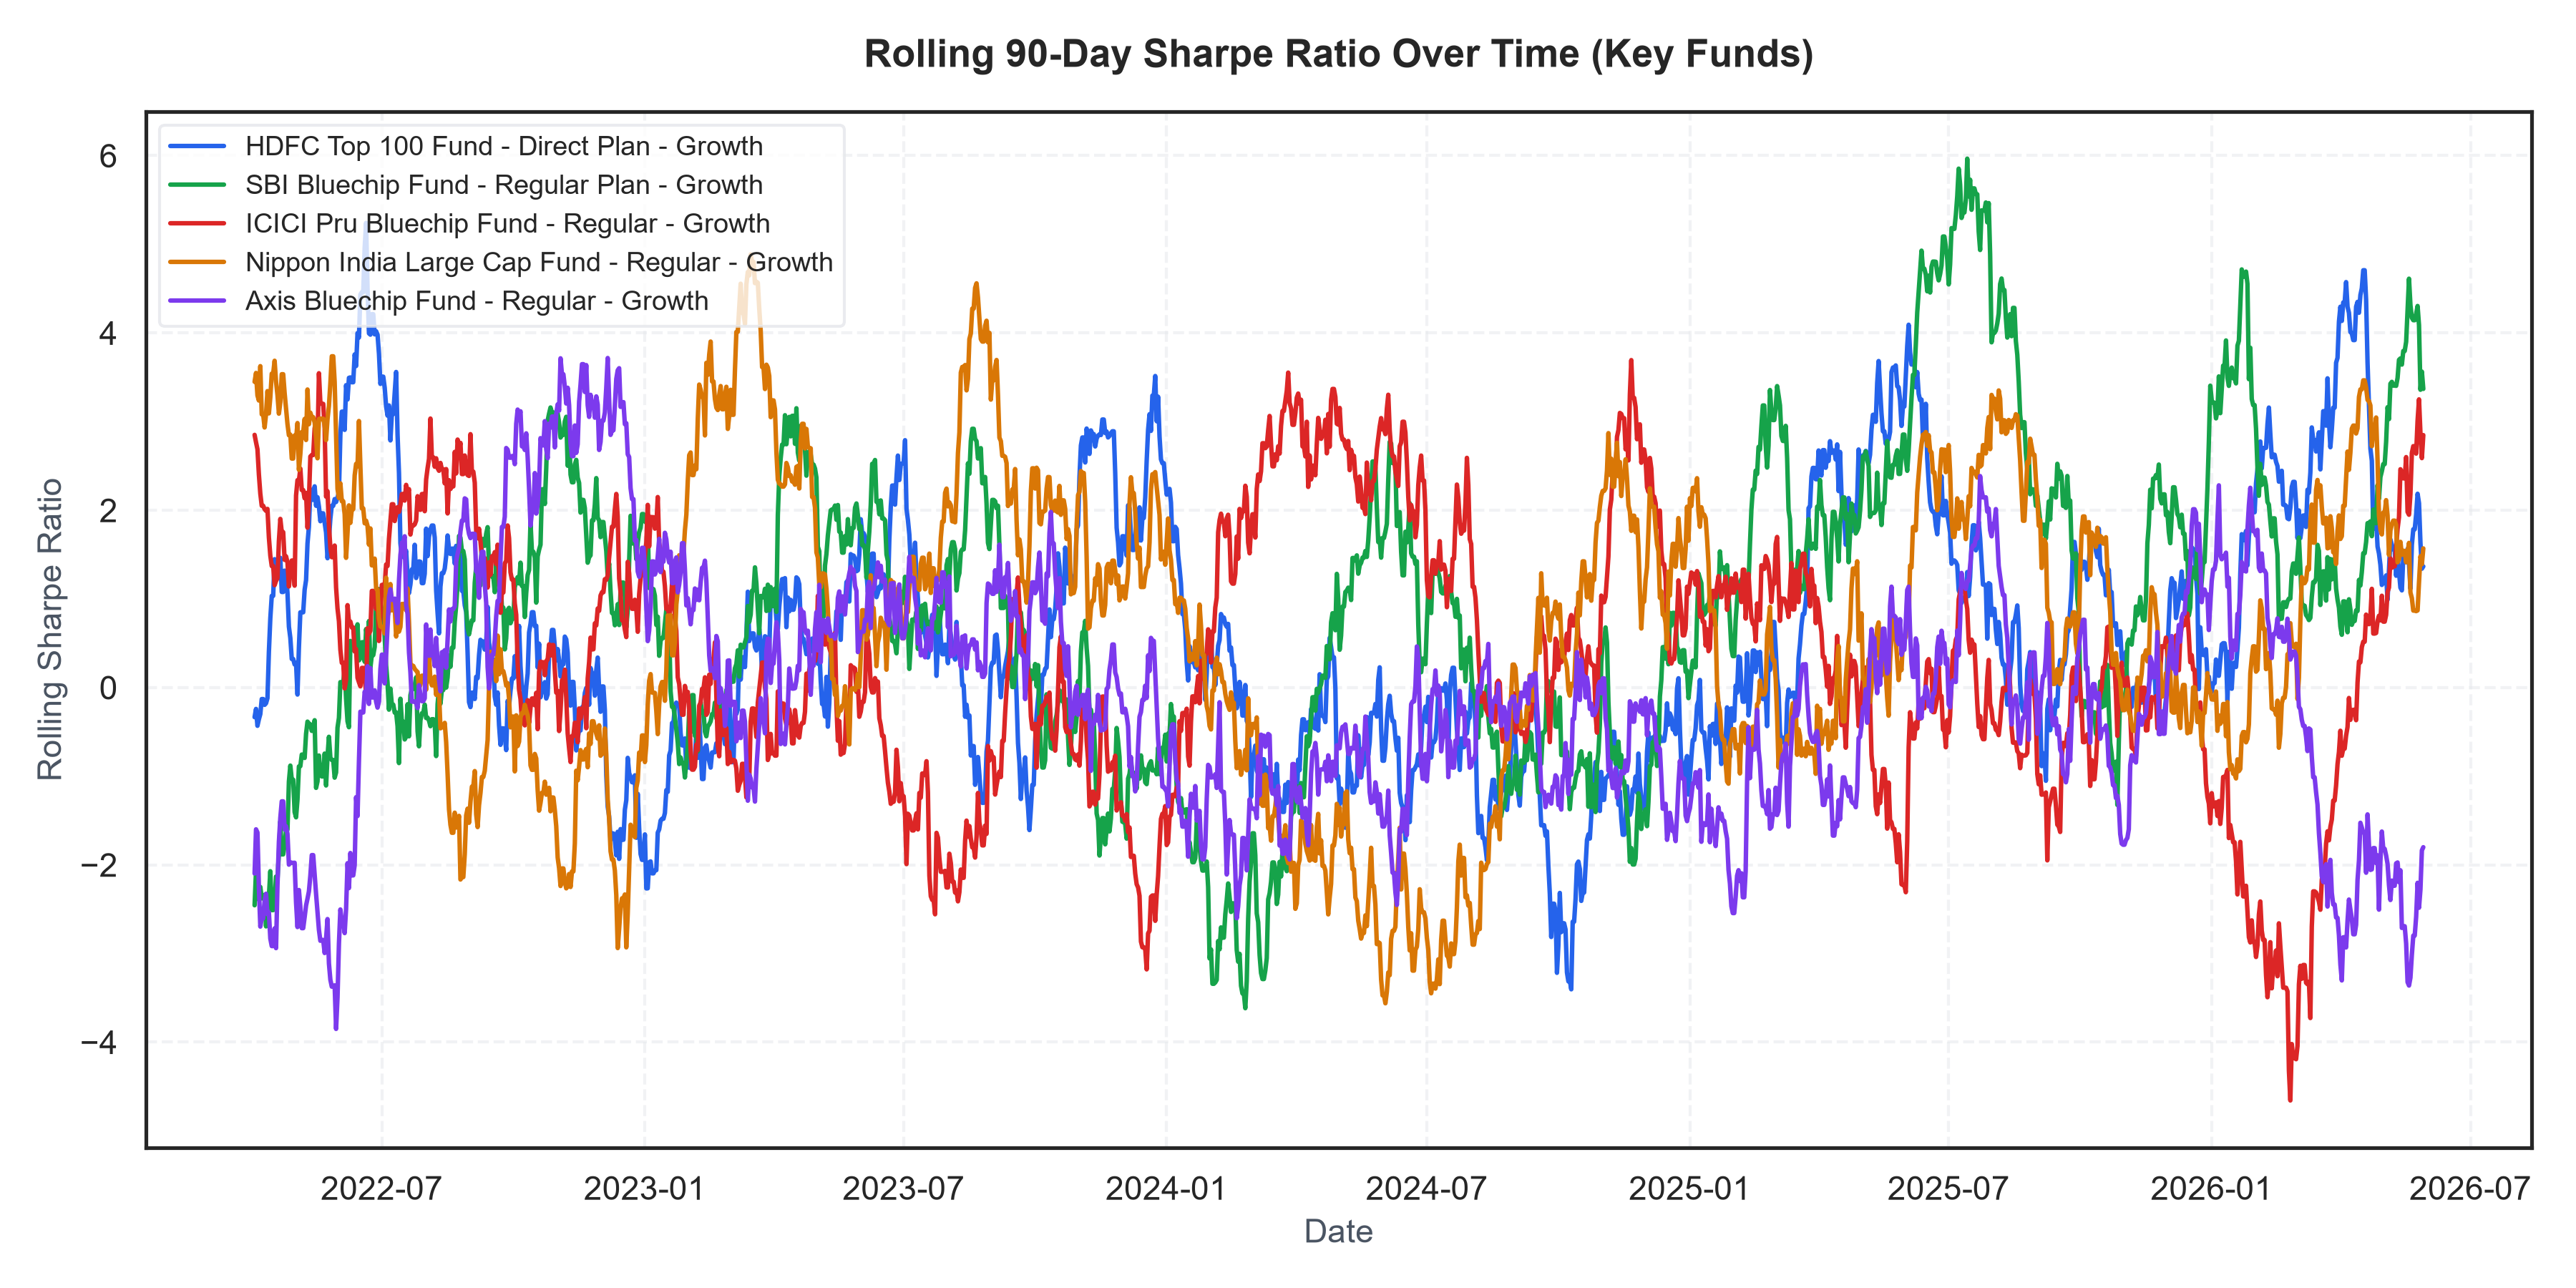 Rolling 90-Day Sharpe Ratio Over Time (Key Funds)
HDFC Top 100 Fund - Direct Plan - Growth
SBI Bluechip Fund - Regular Plan - Growth
ICICI Pru Bluechip Fund - Regular - Growth
Nippon India Large Cap Fund - Regular - Growth
Axis Bluechip Fund - Regular - Growth
Rolling Sharpe Ratio
6
4
2
0
−2
−4
2022-07
2023-01
2023-07
2024-01
2024-07
2025-01
2025-07
2026-01
2026-07
Date